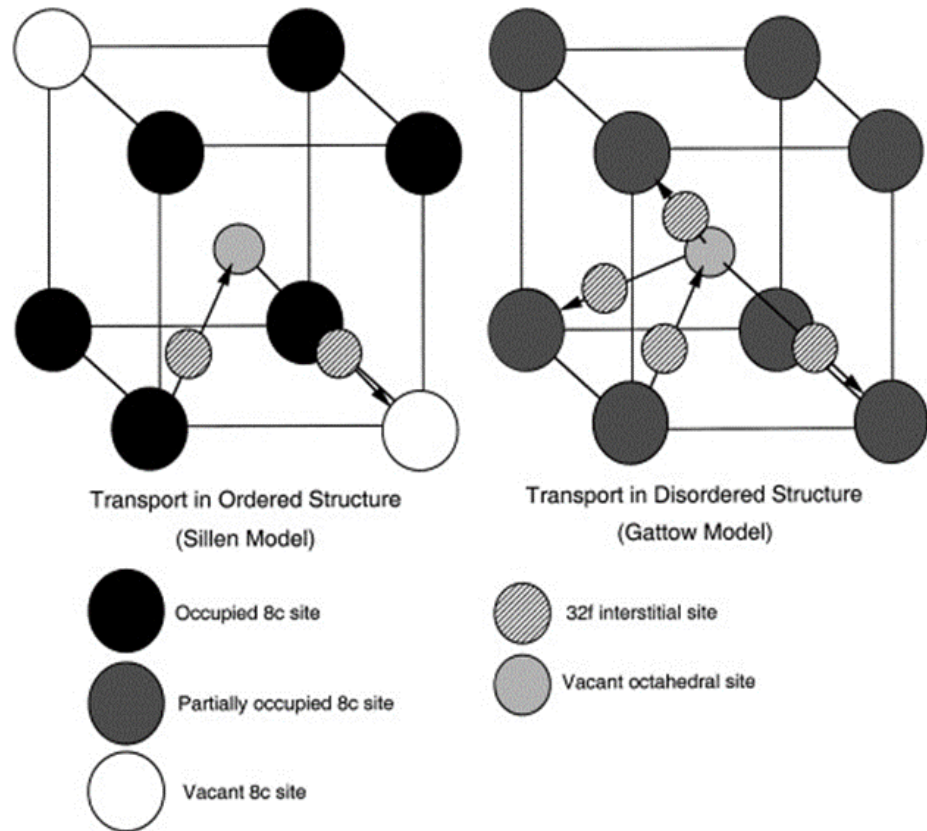 Transport in Ordered Structure
(Sillen Model)
Transport in Disordered Structure
(Gattow Model)
Occupied 8c site
Partially occupied 8c site
Vacant 8c site
32f interstitial site
Vacant octahedral site